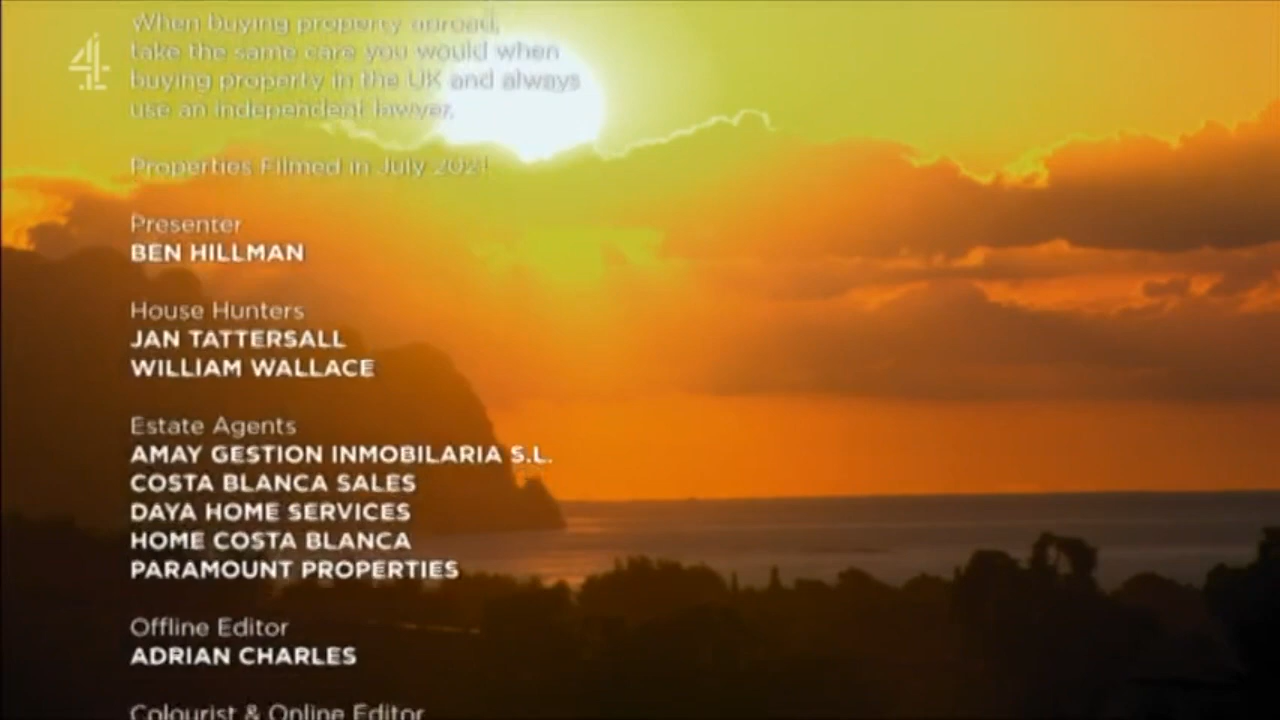 When buying property abroad,
take the same care you would when
buying property in the UK and always
use an independent lawyer.
Properties Filmed in July 2021
Presenter
BEN HILLMAN
House Hunters
JAN TATTERSALL
WILLIAM WALLACE
Estate Agents
AMAY GESTION INMOBILARIA S.L.
COSTA BLANCA SALES
DAYA HOME SERVICES
HOME COSTA BLANCA
PARAMOUNT PROPERTIES
Offline Editor
ADRIAN CHARLES
Colourist & Online Editor